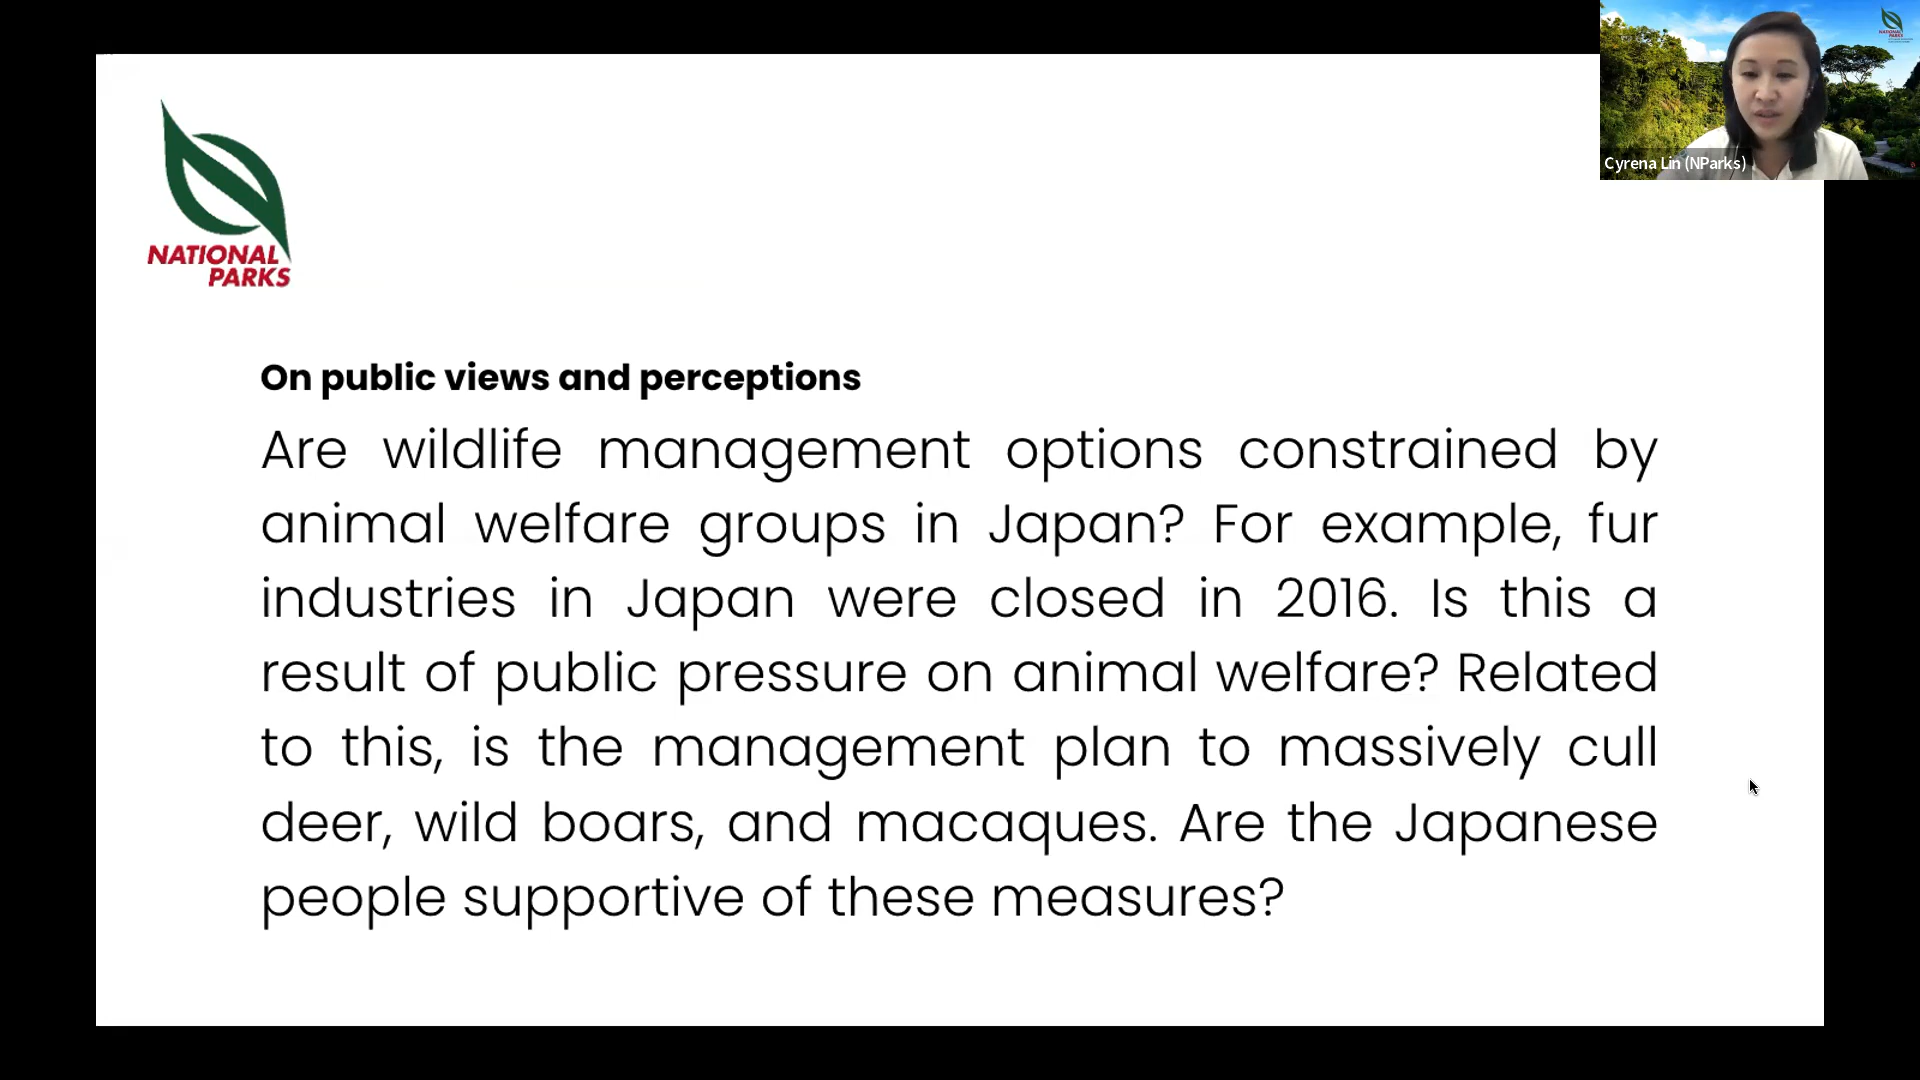 NATIONAL
PARKS
Cyrena Lin (NParks)
On public views and perceptions
Are wildlife management options constrained by
animal welfare groups in Japan? For example, fur
industries in Japan were closed in 2016. Is this a
result of public pressure on animal welfare? Related
to this, is the management plan to massively cull
deer, wild boars, and macaques. Are the Japanese
people supportive of these measures?